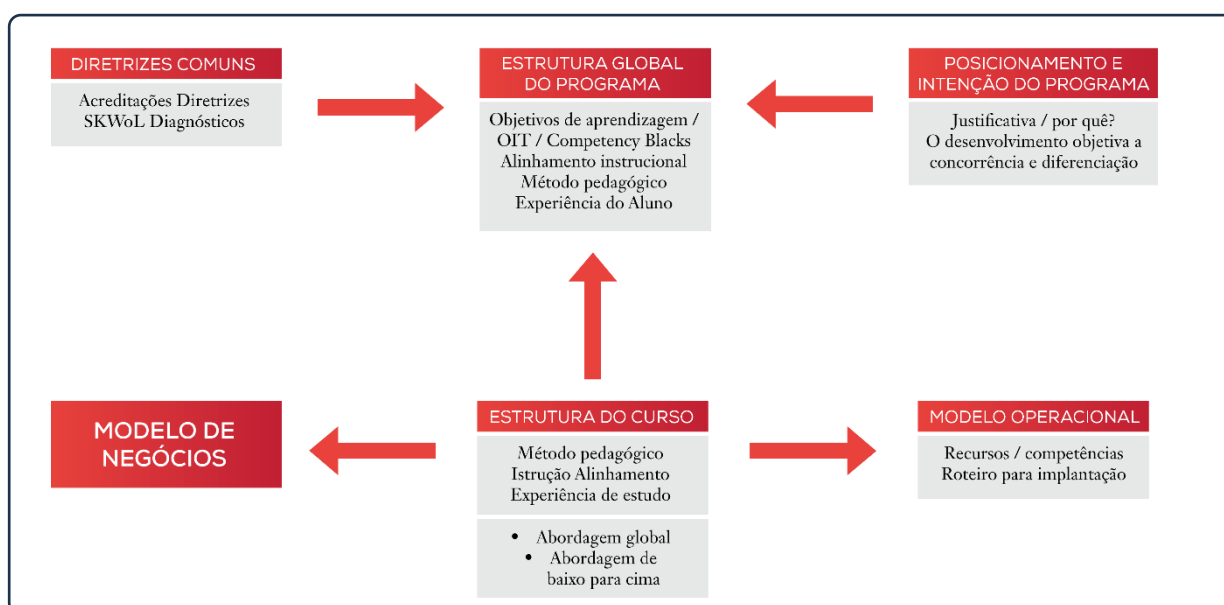 DIRETRIZES COMUNS
Acreditações Diretrizes
SKWoL Diagnósticos
ESTRUTURA GLOBAL
DO PROGRAMA
Objetivos de aprendizagem /
OIT / Competency Blacks
Alinhamento instrucional
Método pedagógico
Experiência do Aluno
POSICIONAMENTO E
INTENÇÃO DO PROGRAMA
Justificativa / por quê?
O desenvolvimento objetiva a
concorrência e diferenciação
MODELO DE
NEGÓCIOS
ESTRUTURA DO CURSO
Método pedagógico
Istrução Alinhamento
Experiência de estudo
• Abordagem global
• Abordagem de
baixo para cima
MODELO OPERACIONAL
Recursos / competências
Roteiro para implantação